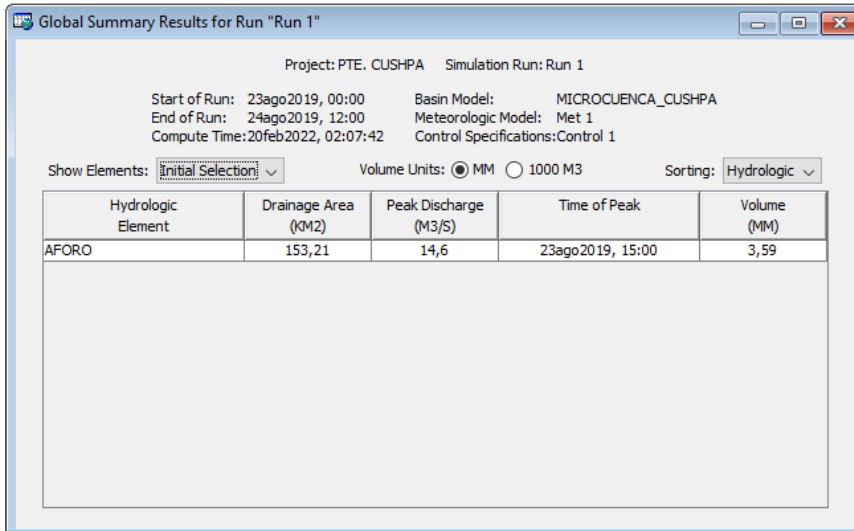 Global Summary Results for Run "Run 1"
Project: PTE. CUSHPA Simulation Run: Run 1
Start of Run: 23ago2019, 00:00 Basin Model: MICROCUENCA_CUSHPA
End of Run: 24ago2019, 12:00 Meteorologic Model: Met 1
Compute Time:20feb2022, 02:07:42 Control Specifications:Control 1
Show Elements: Initial Selection Volume Units: MM 1000 M3 Sorting: Hydrologic
Hydrologic Drainage Area Peak Discharge Time of Peak Volume
Element (KM2) (M3/S) (MM)
AFORO 153,21 14,6 23ago2019, 15:00 3,59